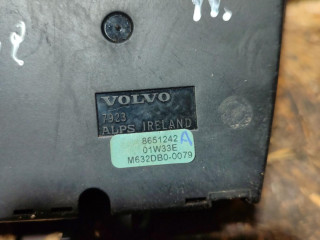 VOLVO
7923
ALPS IRELAND
8651242 A
01W33E
M632DB0-0079